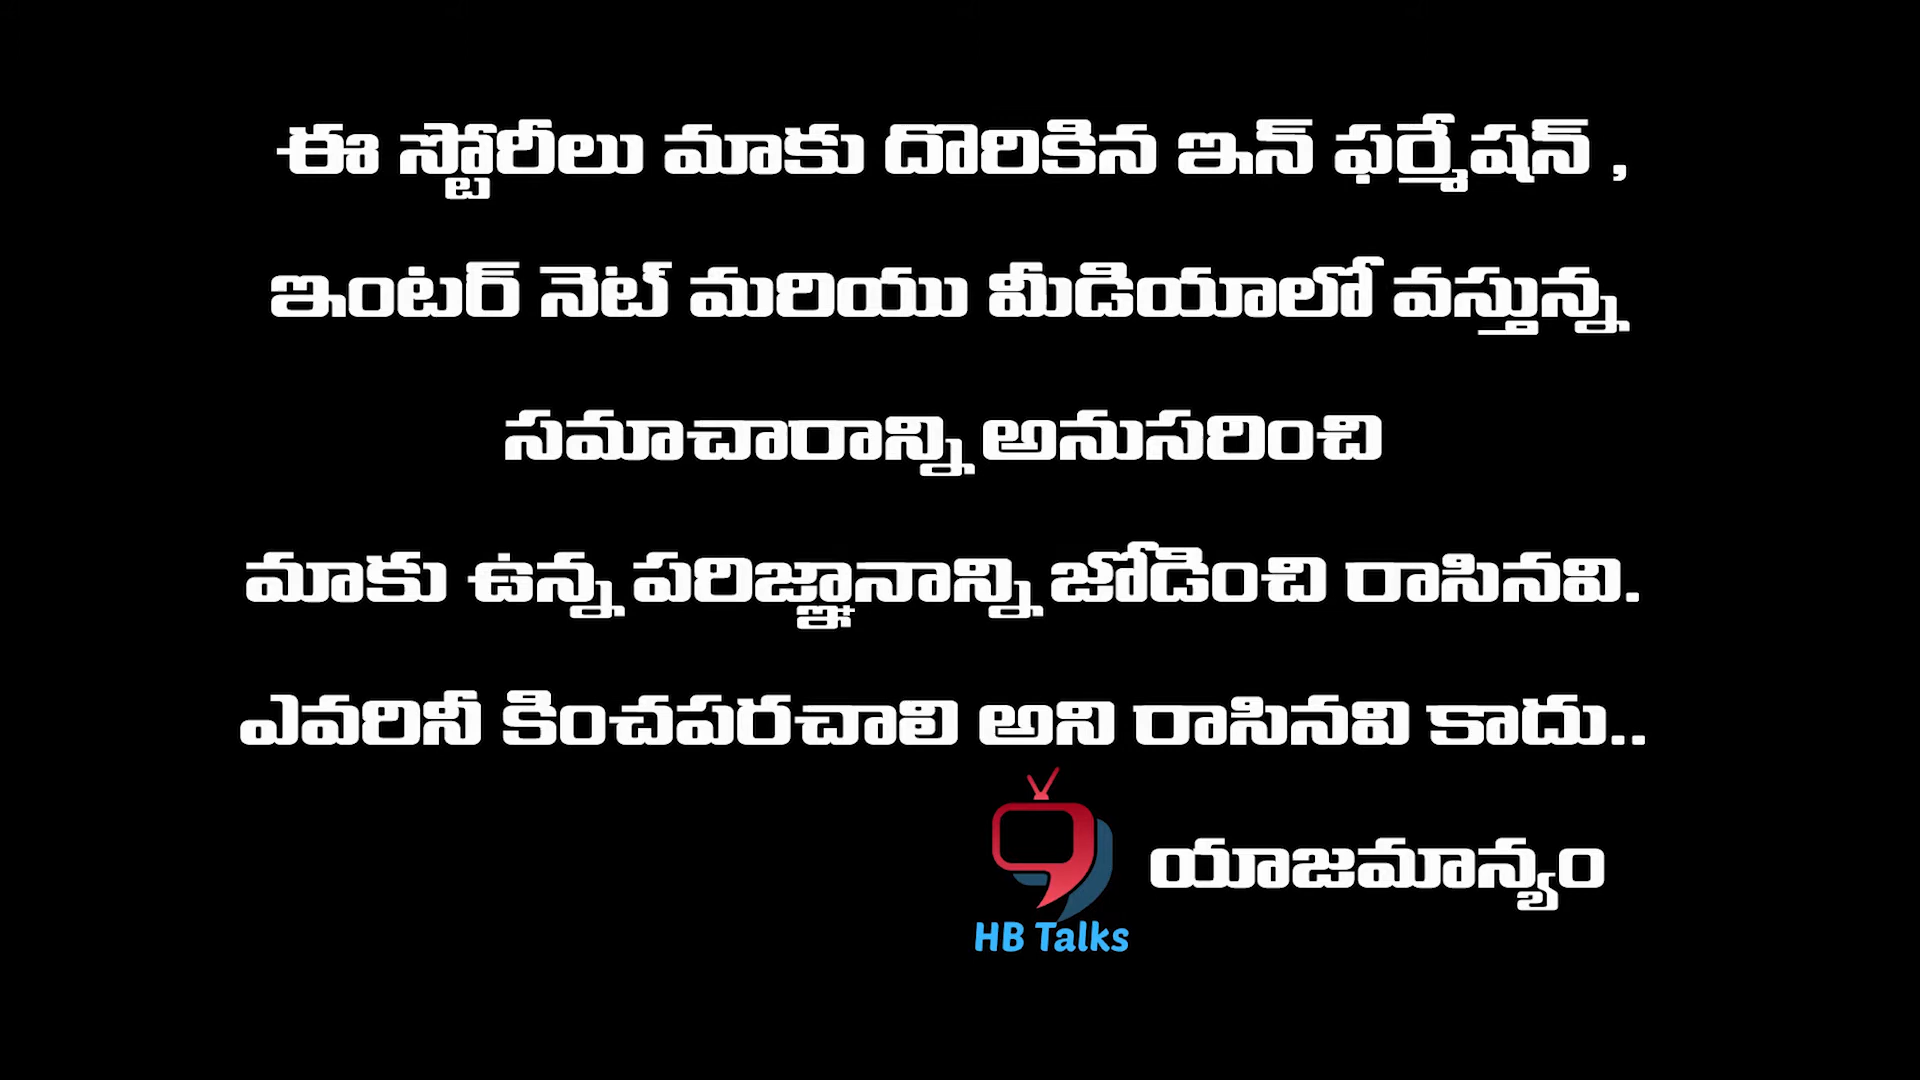 ఈ స్టోరీలు మాకు దొరికిన ఇన్ ఫర్మేషన్ ,
ఇంటర్ నెట్ మరియు మీడియాలో వస్తున్న
సమాచారాన్ని అనుసరించి
మాకు ఉన్న పరిజ్ఞానాన్ని జోడించి రాసినవి.
ఎవరినీ కించపరచాలి అని రాసినవి కాదు..
యాజమాన్యం
HB Talks